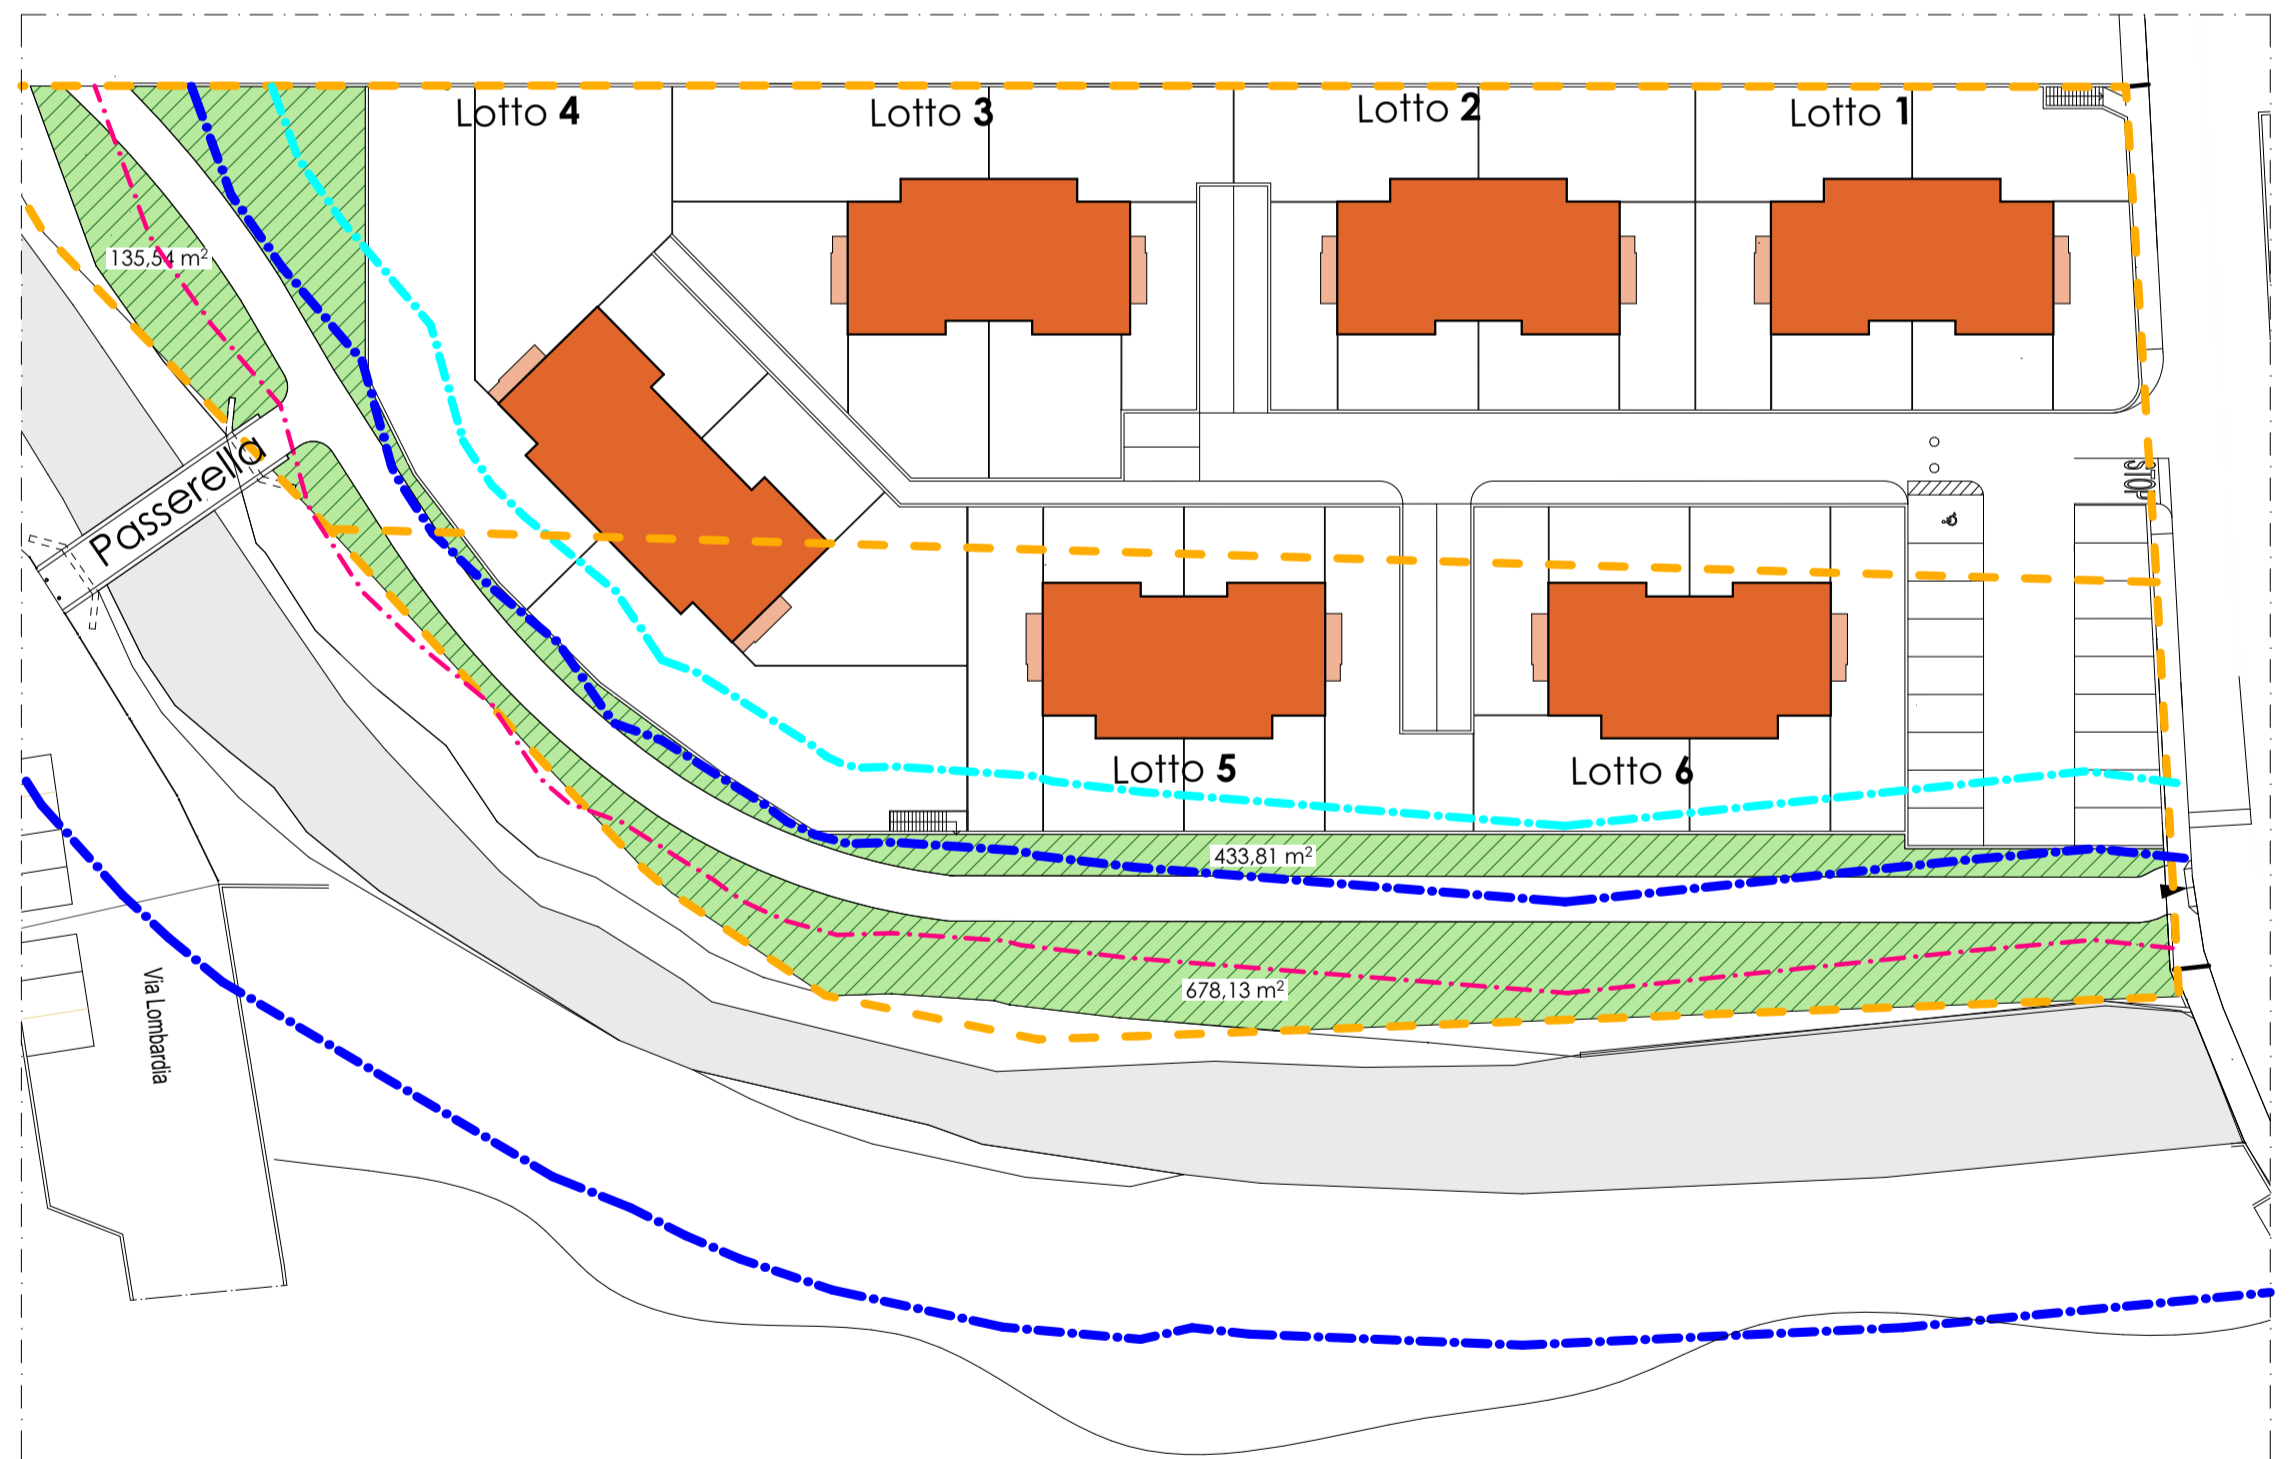 Lotto 4
Lotto 3
Lotto 2
Lotto 1
135,54 m²
Passerella
STOP
Lotto 5
Lotto 6
433,81 m²
678,13 m²
Via Lombardia